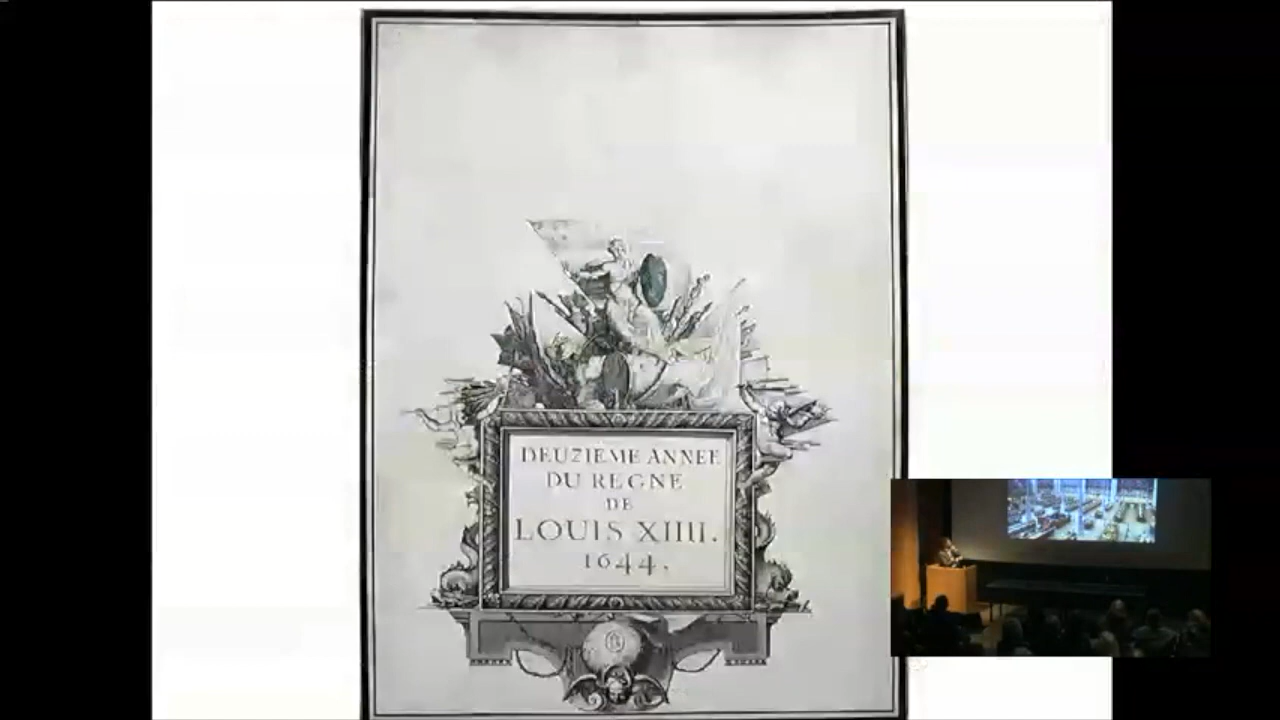 DEUZIEME ANNEE
DU REGNE
DE
LOUIS XIIII.
1644.